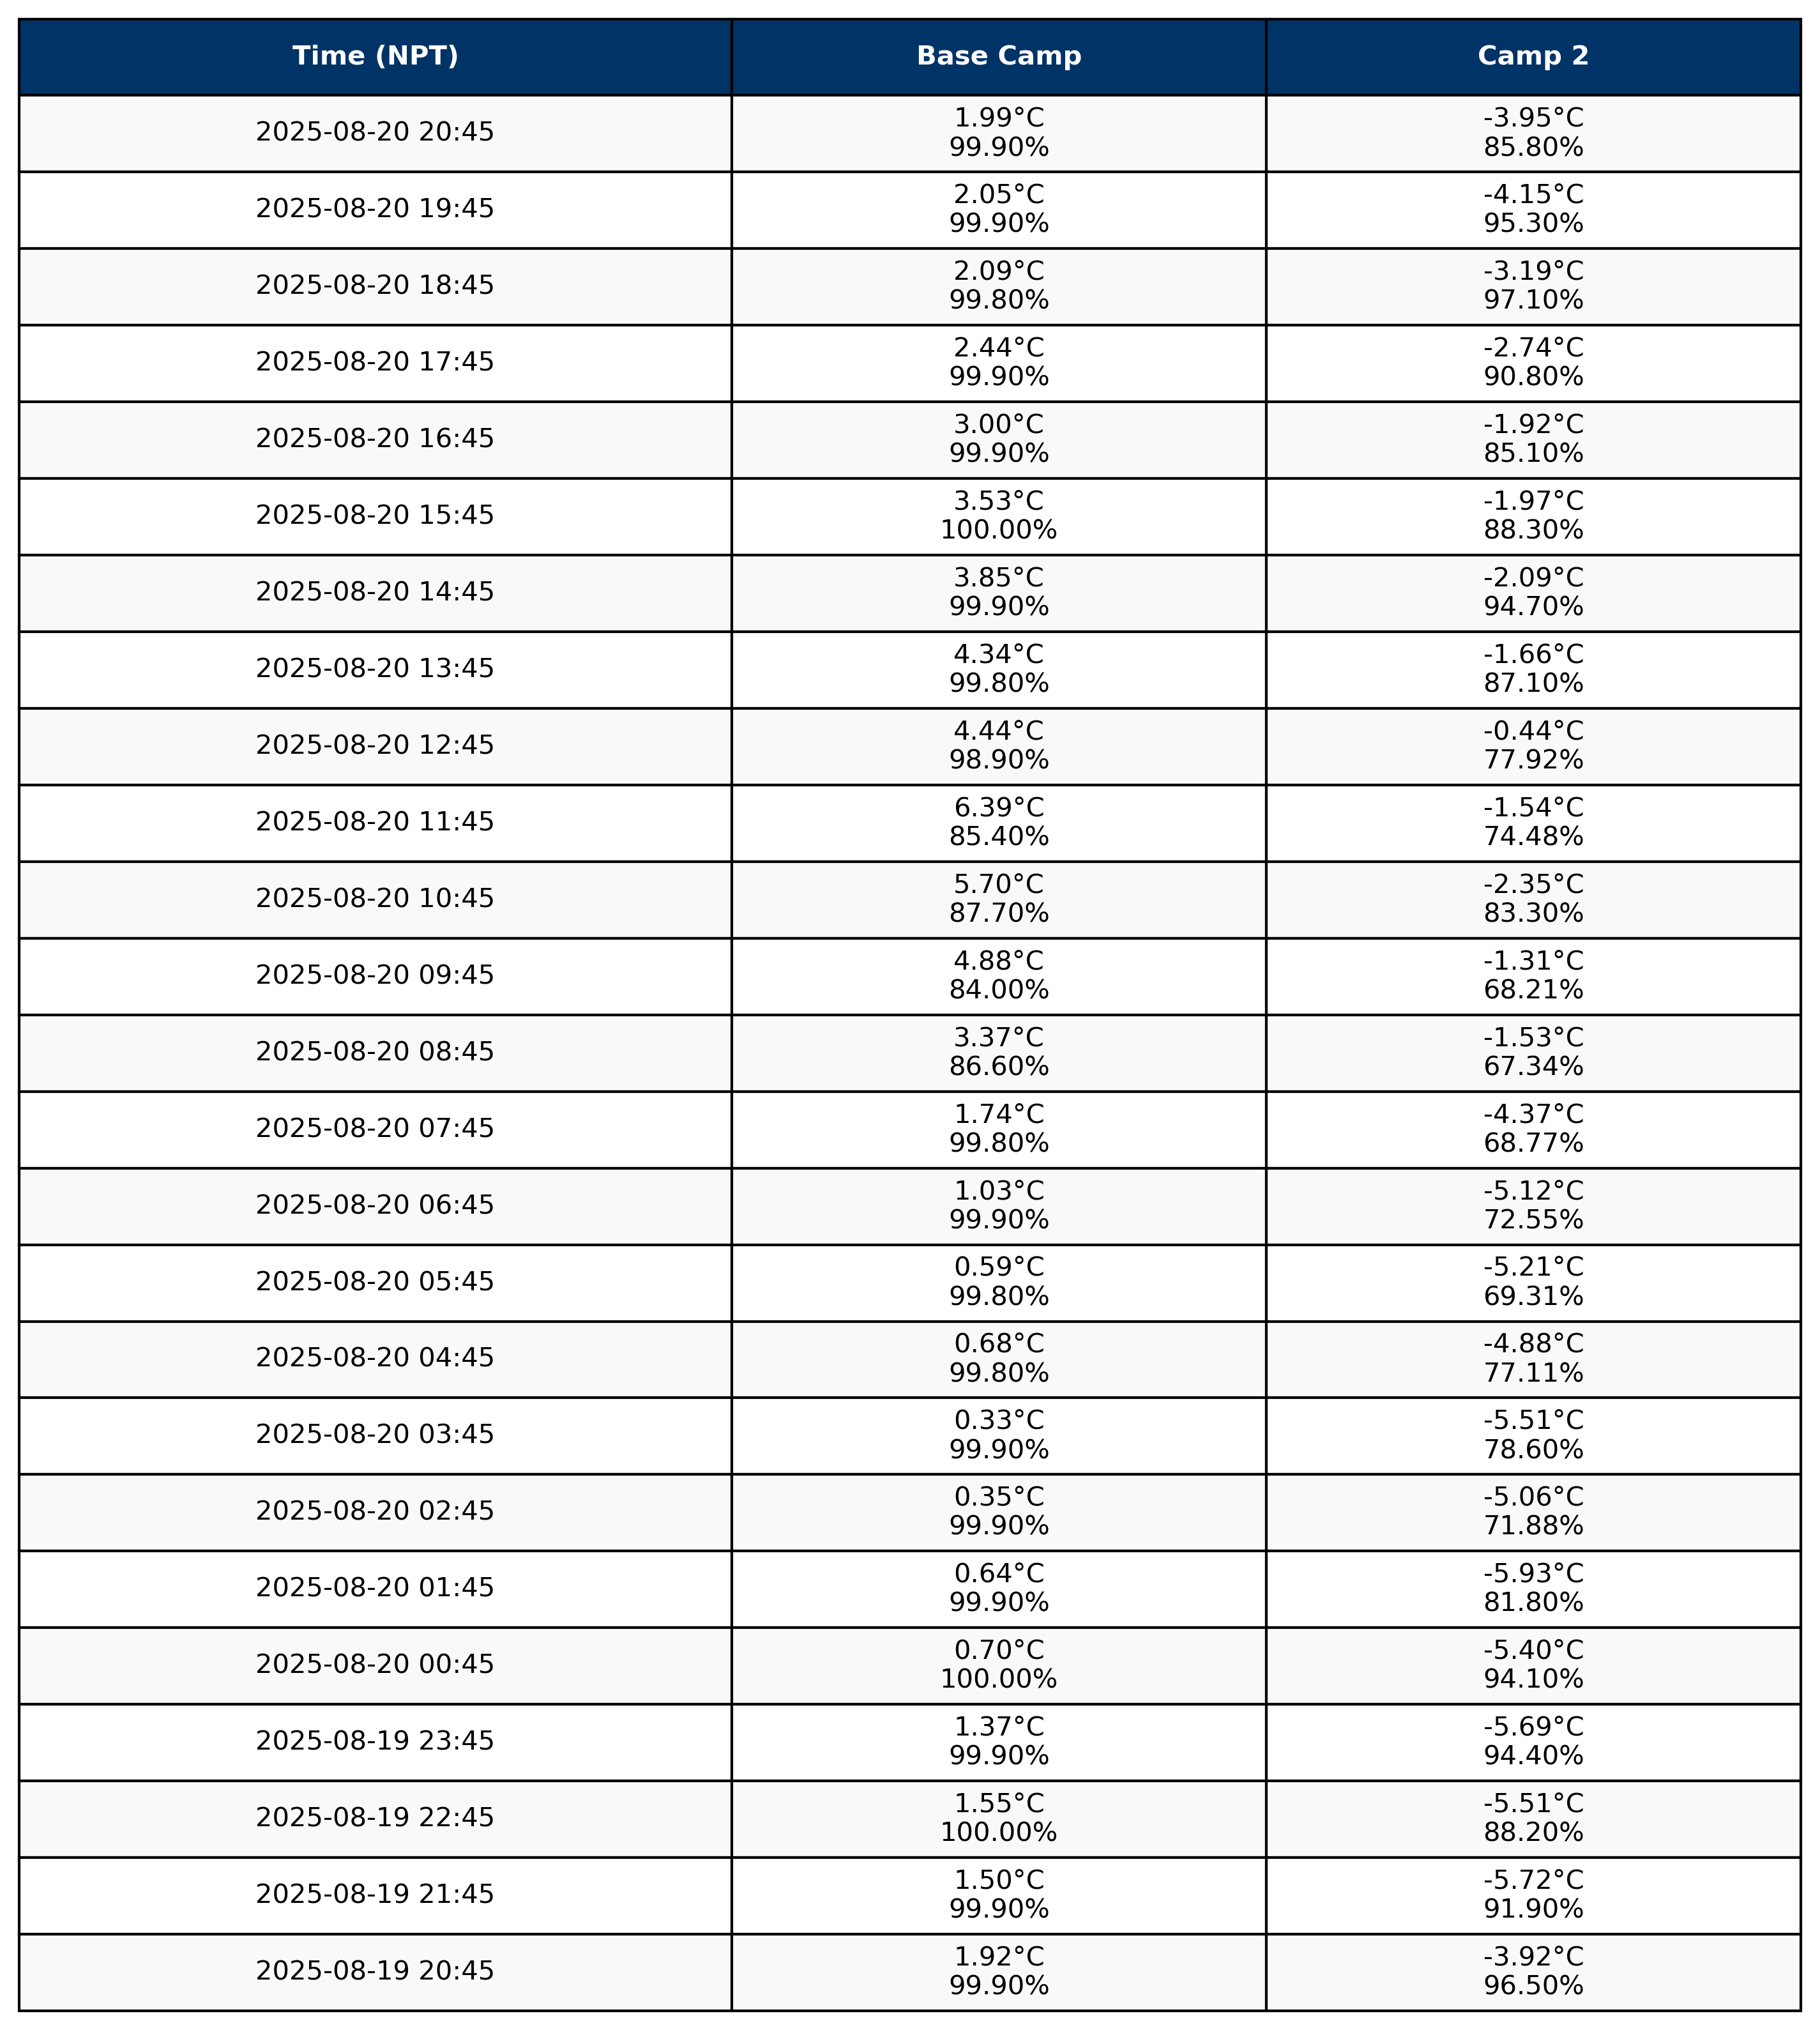 Time (NPT) Base Camp Camp 2
2025-08-20 20:45 1.99°C -3.95°C
99.90% 85.80%
2025-08-20 19:45 2.05°C -4.15°C
99.90% 95.30%
2025-08-20 18:45 2.09°C -3.19°C
99.80% 97.10%
2025-08-20 17:45 2.44°C -2.74°C
99.90% 90.80%
2025-08-20 16:45 3.00°C -1.92°C
99.90% 85.10%
2025-08-20 15:45 3.53°C -1.97°C
100.00% 88.30%
2025-08-20 14:45 3.85°C -2.09°C
99.90% 94.70%
2025-08-20 13:45 4.34°C -1.66°C
99.80% 87.10%
2025-08-20 12:45 4.44°C -0.44°C
98.90% 77.92%
2025-08-20 11:45 6.39°C -1.54°C
85.40% 74.48%
2025-08-20 10:45 5.70°C -2.35°C
87.70% 83.30%
2025-08-20 09:45 4.88°C -1.31°C
84.00% 68.21%
2025-08-20 08:45 3.37°C -1.53°C
86.60% 67.34%
2025-08-20 07:45 1.74°C -4.37°C
99.80% 68.77%
2025-08-20 06:45 1.03°C -5.12°C
99.90% 72.55%
2025-08-20 05:45 0.59°C -5.21°C
99.80% 69.31%
2025-08-20 04:45 0.68°C -4.88°C
99.80% 77.11%
2025-08-20 03:45 0.33°C -5.51°C
99.90% 78.60%
2025-08-20 02:45 0.35°C -5.06°C
99.90% 71.88%
2025-08-20 01:45 0.64°C -5.93°C
99.90% 81.80%
2025-08-20 00:45 0.70°C -5.40°C
100.00% 94.10%
2025-08-19 23:45 1.37°C -5.69°C
99.90% 94.40%
2025-08-19 22:45 1.55°C -5.51°C
100.00% 88.20%
2025-08-19 21:45 1.50°C -5.72°C
99.90% 91.90%
2025-08-19 20:45 1.92°C -3.92°C
99.90% 96.50%